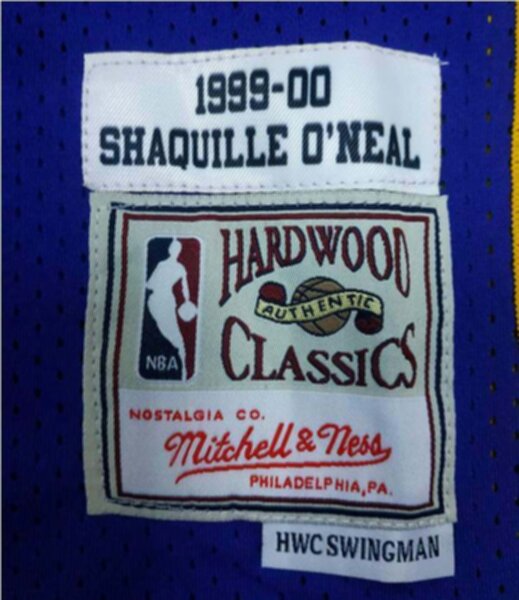 1999-00
SHAQUILLE O'NEAL
HARDWOOD
AUTHENTIC
CLASSICS
NBA
NOSTALGIA CO.
Mitchell & Ness
PHILADELPHIA, PA.
HWC SWINGMAN